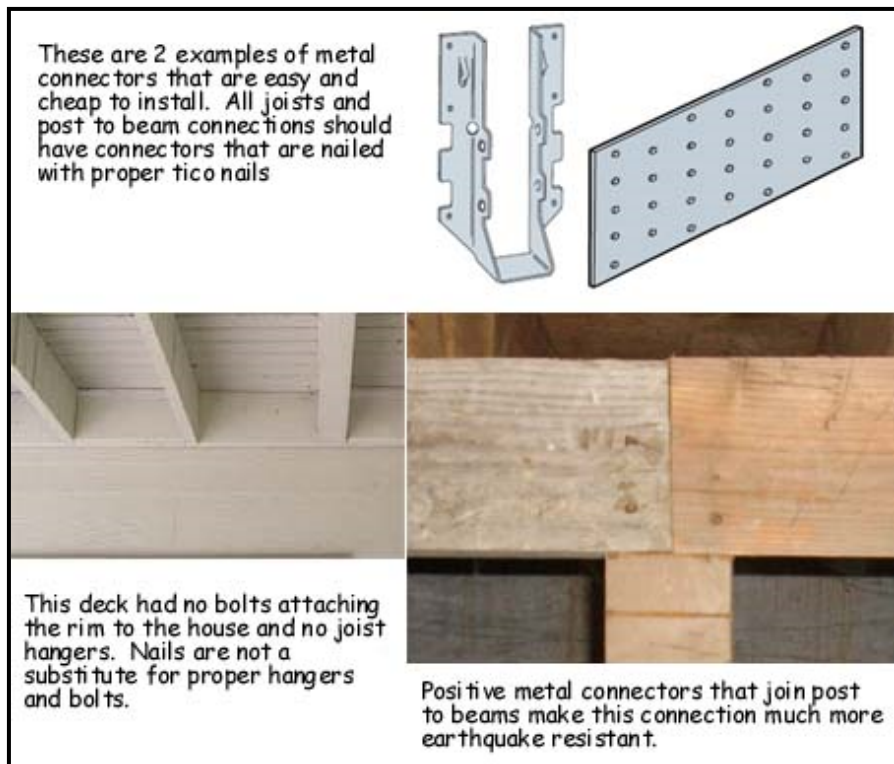 These are 2 examples of metal
connectors that are easy and
cheap to install. All joists and
post to beam connections should
have connectors that are nailed
with proper tico nails
This deck had no bolts attaching
the rim to the house and no joist
hangers. Nails are not a
substitute for proper hangers
and bolts.
Positive metal connectors that join post
to beams make this connection much more
earthquake resistant.